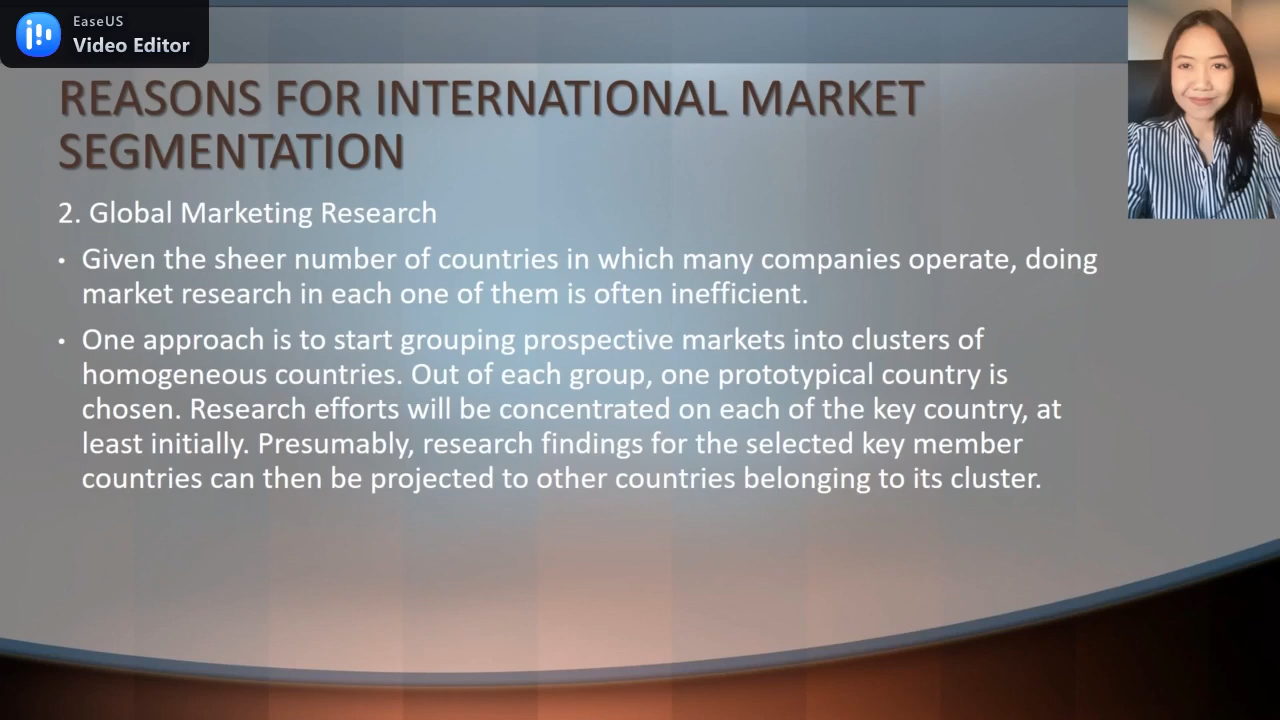 EaseUS
Video Editor
REASONS FOR INTERNATIONAL MARKET
SEGMENTATION
2. Global Marketing Research
• Given the sheer number of countries in which many companies operate, doing
market research in each one of them is often inefficient.
• One approach is to start grouping prospective markets into clusters of
homogeneous countries. Out of each group, one prototypical country is
chosen. Research efforts will be concentrated on each of the key country, at
least initially. Presumably, research findings for the selected key member
countries can then be projected to other countries belonging to its cluster.